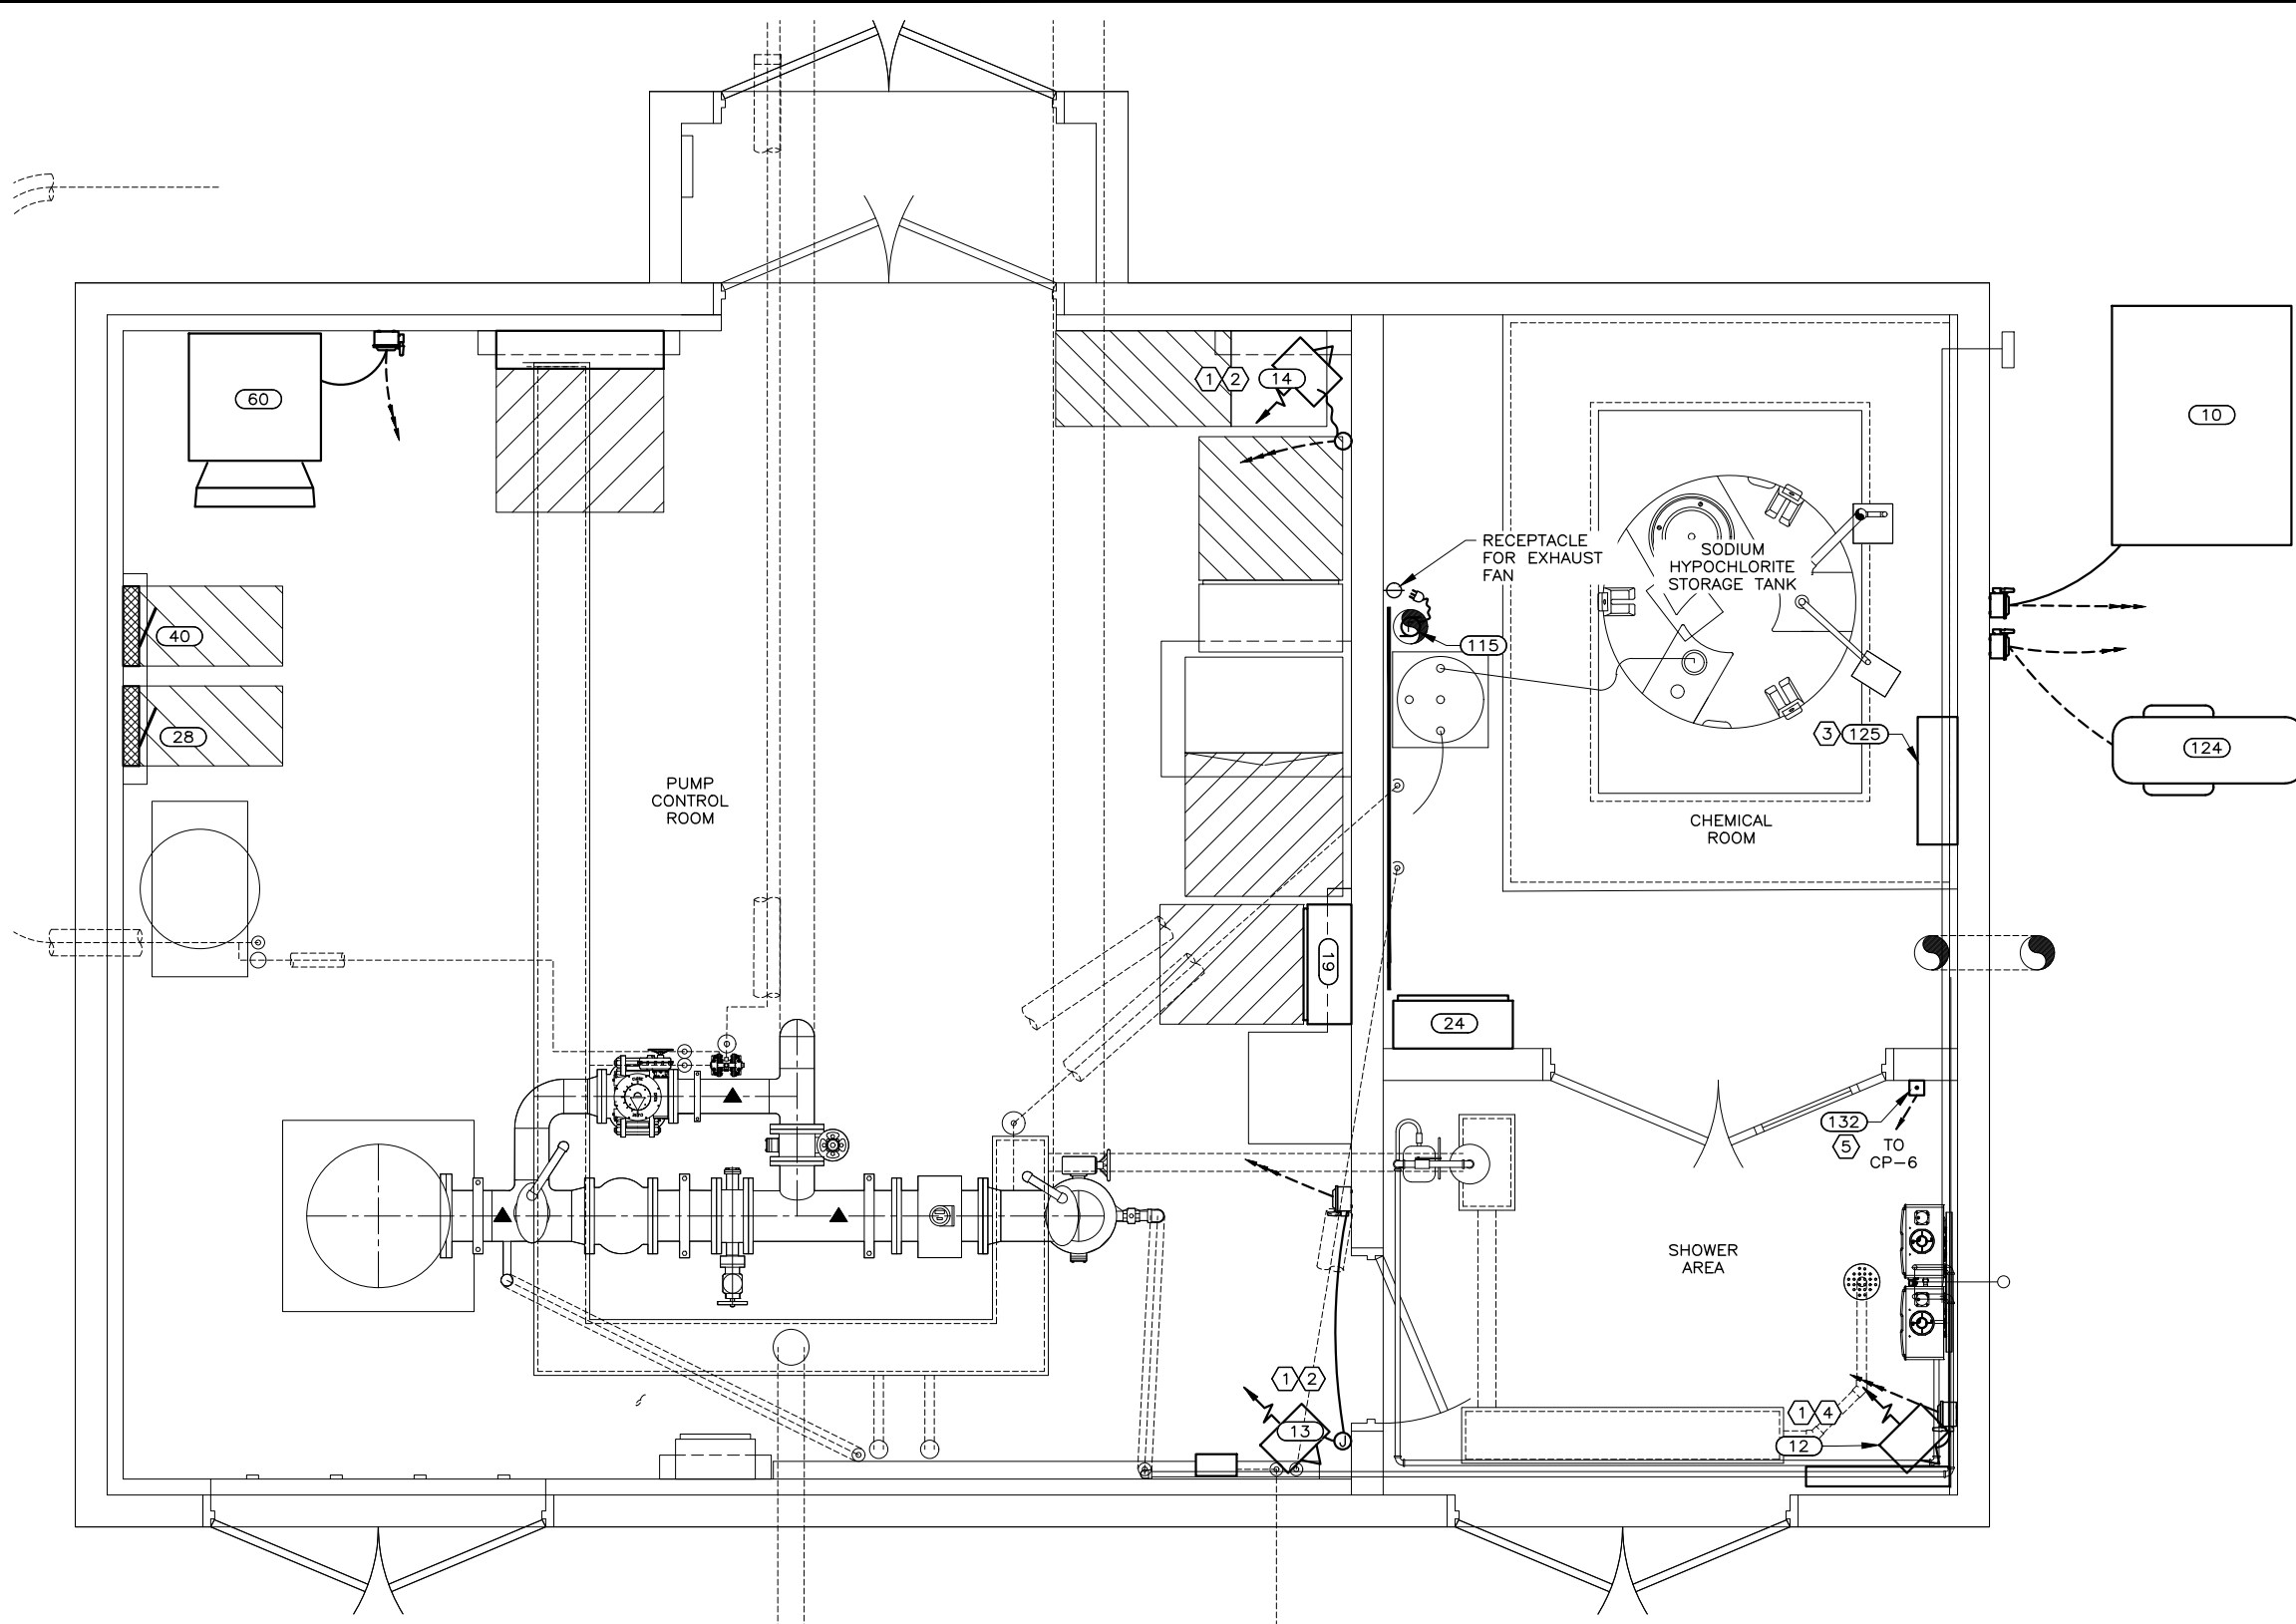 60
1 2 14
10
RECEPTACLE
FOR EXHAUST
FAN
SODIUM
HYPOCHLORITE
STORAGE TANK
40
115
28
3 125
124
PUMP
CONTROL
ROOM
CHEMICAL
ROOM
19
24
132
5
TO
CP-6
SHOWER
AREA
1 2
13
J
1 4
12